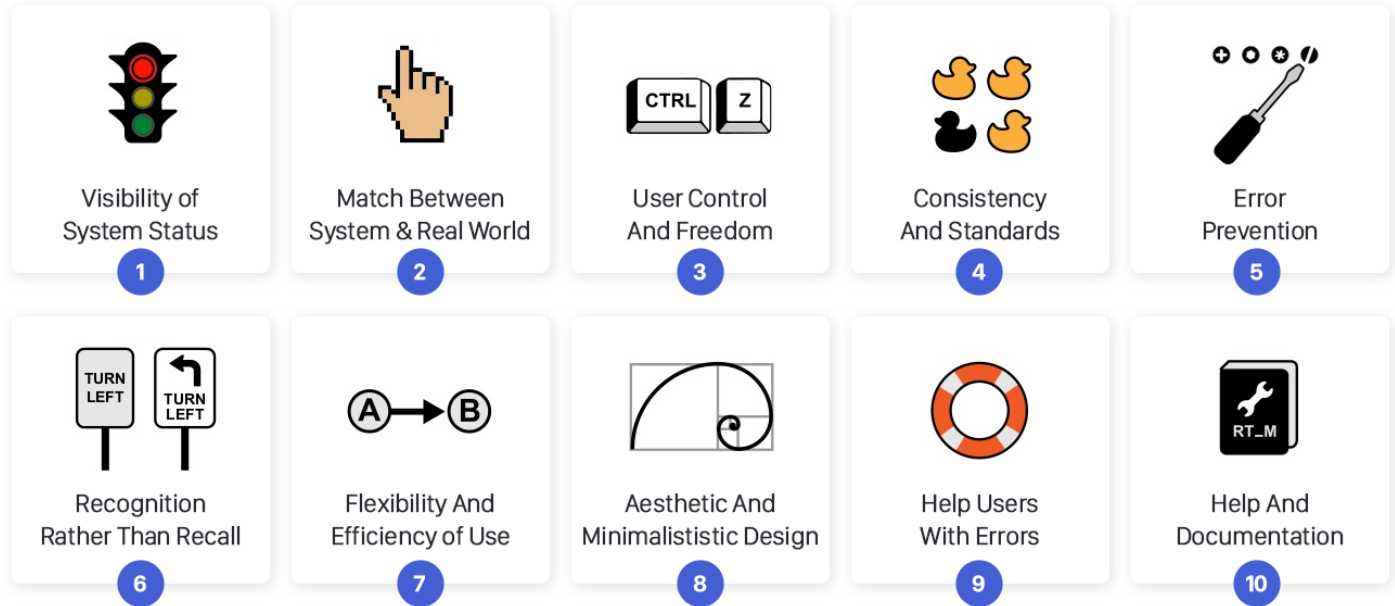 CTRL Z
Visibility of
System Status
1
Match Between
System & Real World
2
User Control
And Freedom
3
Consistency
And Standards
4
Error
Prevention
5
TURN
LEFT
TURN
LEFT
Recognition
Rather Than Recall
6
A B
Flexibility And
Efficiency of Use
7
Aesthetic And
Minimalististic Design
8
Help Users
With Errors
9
RT_M
Help And
Documentation
10